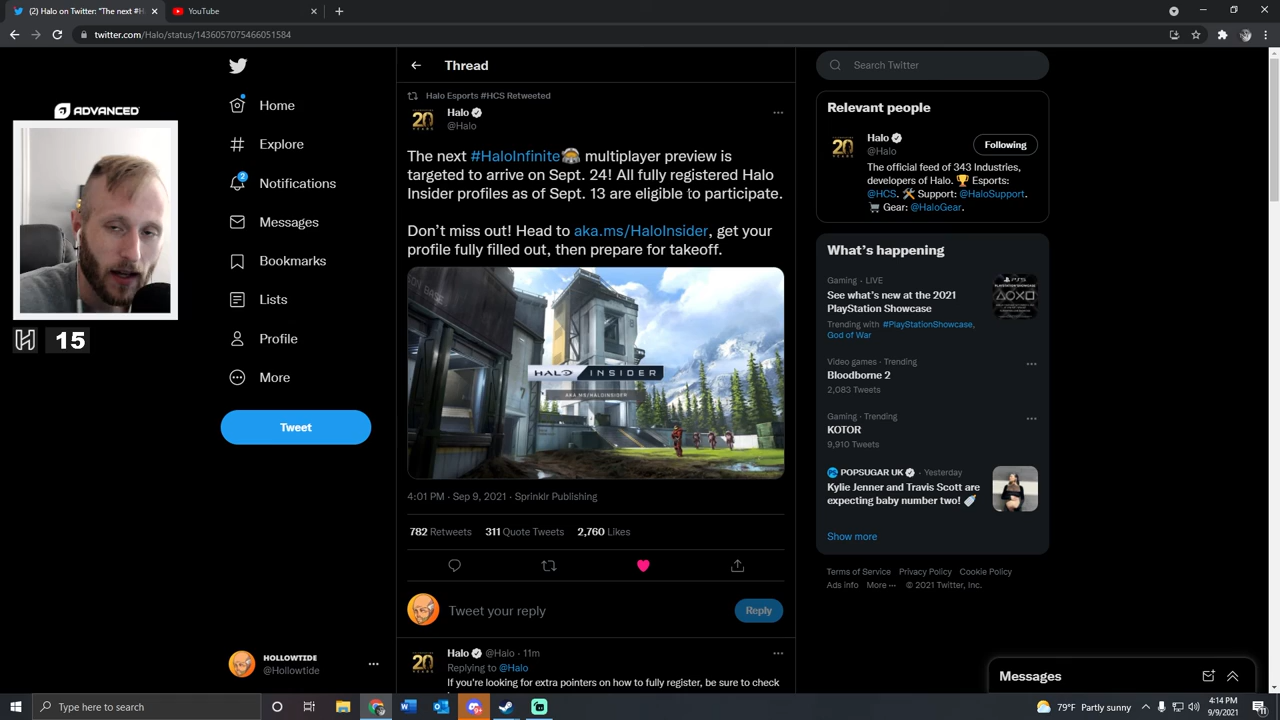 (2) Halo on Twitter "The next #H
YouTube
twitter.com/Halo/status/1436057075466051584
ADVANCED
15
Home
Explore
2
Notifications
Messages
Bookmarks
Lists
Profile
More
Tweet
HOLLOWTIDE
@Hollowtide
Thread
Halo Esports #HCS Retweeted
20
Halo
@Halo
The next #HaloInfinite multiplayer preview is
targeted to arrive on Sept. 24! All fully registered Halo
Insider profiles as of Sept. 13 are eligible to participate.
Don't miss out! Head to aka.ms/HaloInsider, get your
profile fully filled out, then prepare for takeoff.
HALO INSIDER
AKA.MS/HALOINSIDER
4:01 PM · Sep 9, 2021 · Sprinklr Publishing
782 Retweets 311 Quote Tweets 2,760 Likes
Tweet your reply
Reply
20
Halo @Halo · 11m
Replying to @Halo
If you're looking for extra pointers on how to fully register, be sure to check
Search Twitter
Relevant people
20
Halo
@Halo
Following
The official feed of 343 Industries,
developers of Halo. Esports:
@HCS. Support: @HaloSupport.
Gear: @HaloGear.
What's happening
Gaming · LIVE
See what's new at the 2021
PlayStation Showcase
Trending with #PlayStationShowcase,
God of War
PS5
Video games · Trending
Bloodborne 2
2,083 Tweets
Gaming · Trending
KOTOR
9,910 Tweets
POPSUGAR UK · Yesterday
Kylie Jenner and Travis Scott are
expecting baby number two!
Show more
Terms of Service Privacy Policy Cookie Policy
Ads info More ··· © 2021 Twitter, Inc.
Messages
Type here to search
79°F Partly sunny
4:14 PM
9/9/2021